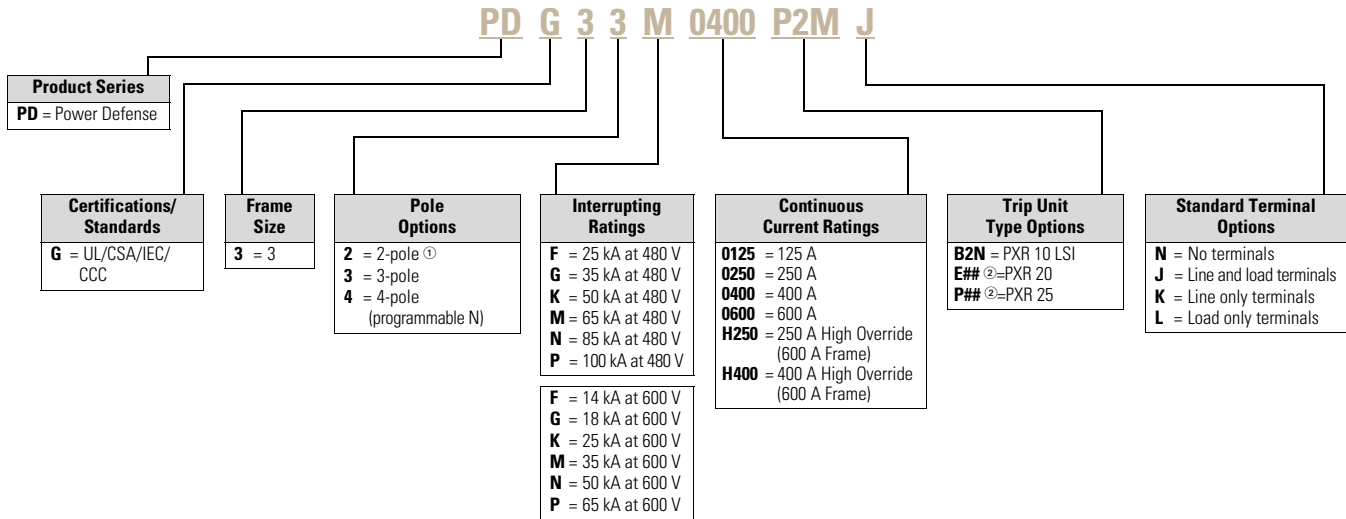 PD G 3 3 M 0400 P2M J
Product Series
PD = Power Defense
Certifications/
Standards
G = UL/CSA/IEC/
CCC
Frame
Size
3 = 3
Pole
Options
2 = 2-pole ①
3 = 3-pole
4 = 4-pole
(programmable N)
Interrupting
Ratings
F = 25 kA at 480 V
G = 35 kA at 480 V
K = 50 kA at 480 V
M = 65 kA at 480 V
N = 85 kA at 480 V
P = 100 kA at 480 V
F = 14 kA at 600 V
G = 18 kA at 600 V
K = 25 kA at 600 V
M = 35 kA at 600 V
N = 50 kA at 600 V
P = 65 kA at 600 V
Continuous
Current Ratings
0125 = 125 A
0250 = 250 A
0400 = 400 A
0600 = 600 A
H250 = 250 A High Override
(600 A Frame)
H400 = 400 A High Override
(600 A Frame)
Trip Unit
Type Options
B2N = PXR 10 LSI
E## ②=PXR 20
P## ②=PXR 25
Standard Terminal
Options
N = No terminals
J = Line and load terminals
K = Line only terminals
L = Load only terminals